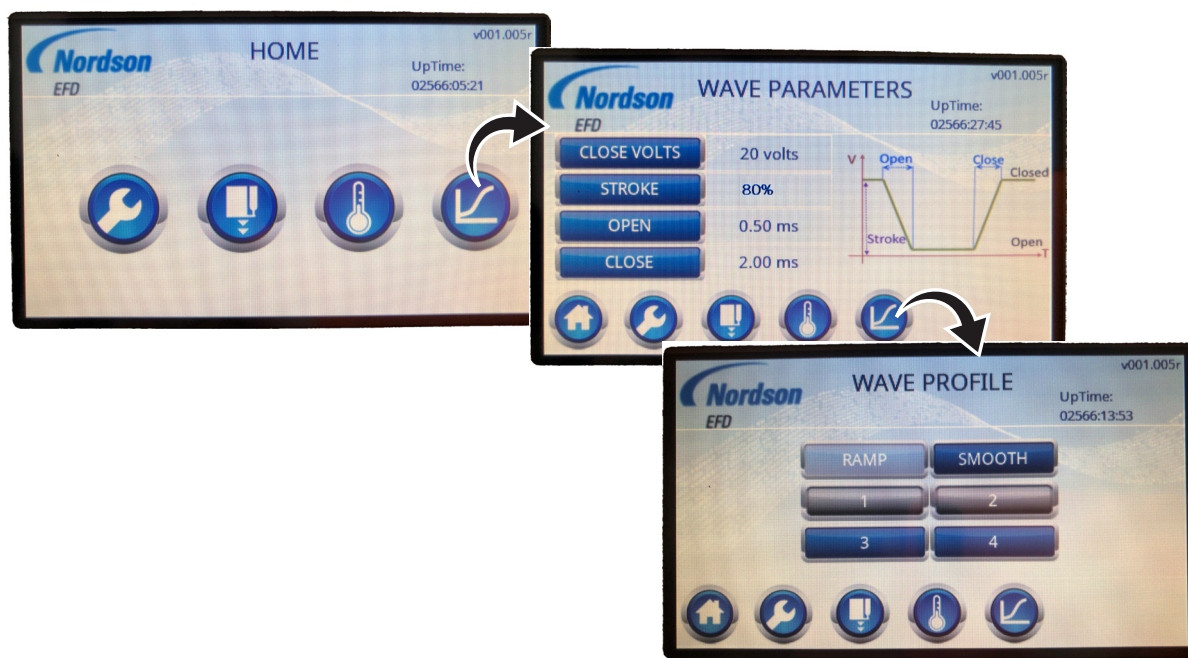 Nordson
EFD
HOME
v001.005r
UpTime:
02566:05:21
Nordson
EFD
WAVE PARAMETERS
v001.005r
UpTime:
02566:27:45
CLOSE VOLTS 20 volts
STROKE 80%
OPEN 0.50 ms
CLOSE 2.00 ms
V Open Close Closed
Stroke Open
T
Nordson
EFD
WAVE PROFILE
v001.005r
UpTime:
02566:13:53
RAMP SMOOTH
1 2
3 4